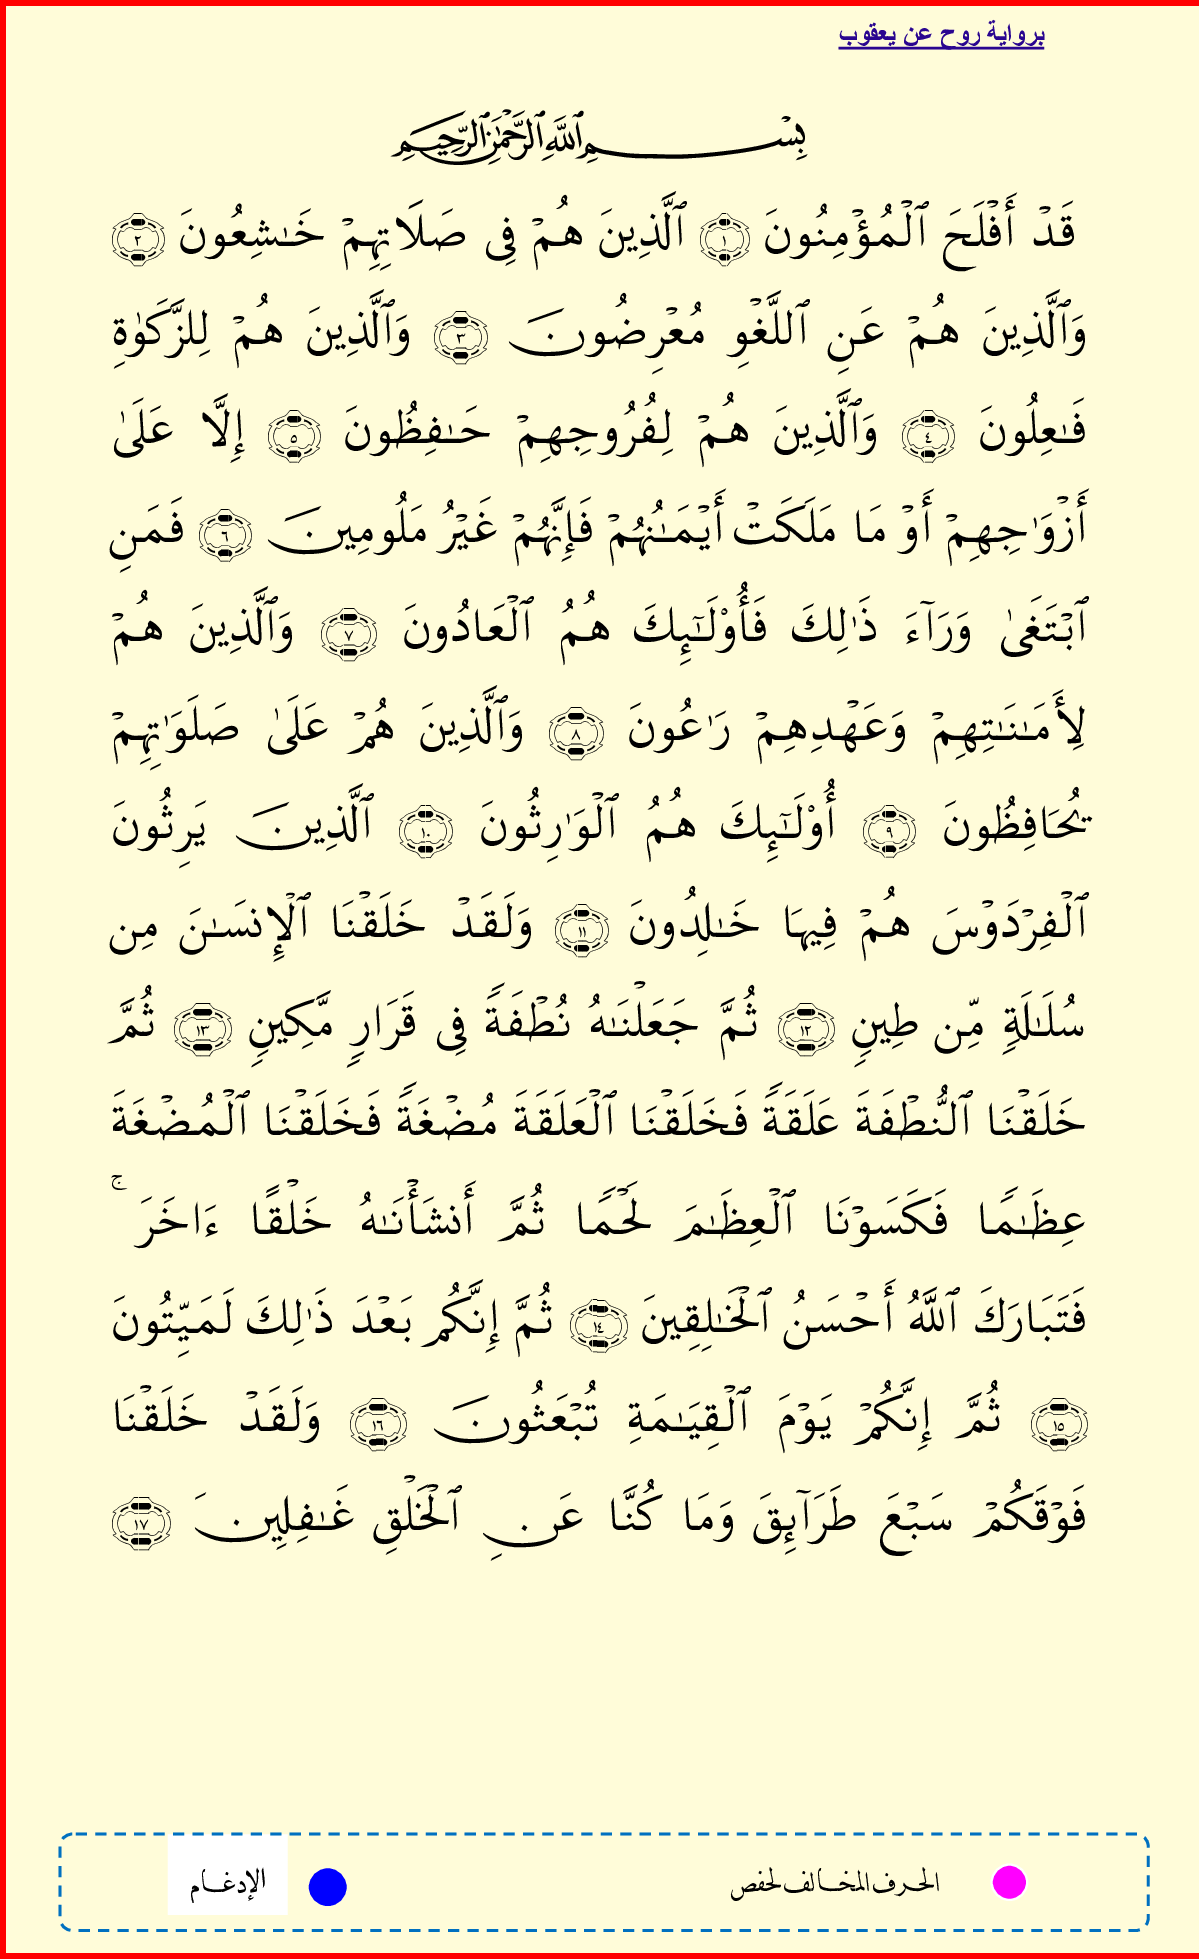 برواية روح عن يعقوب
بِسْمِ ٱللَّهِ ٱلرَّحْمَٰنِ ٱلرَّحِيمِ
قَدْ أَفْلَحَ ٱلْمُؤْمِنُونَ ١ ٱلَّذِينَ هُمْ فِى صَلَاتِهِمْ خَٰشِعُونَ ٢
وَٱلَّذِينَ هُمْ عَنِ ٱللَّغْوِ مُعْرِضُونَ ٣ وَٱلَّذِينَ هُمْ لِلزَّكَوٰةِ
فَٰعِلُونَ ٤ وَٱلَّذِينَ هُمْ لِفُرُوجِهِمْ حَٰفِظُونَ ٥ إِلَّا عَلَىٰ
أَزْوَٰجِهِمْ أَوْ مَا مَلَكَتْ أَيْمَٰنُهُمْ فَإِنَّهُمْ غَيْرُ مَلُومِينَ ٦ فَمَنِ
ٱبْتَغَىٰ وَرَآءَ ذَٰلِكَ فَأُوْلَٰٓئِكَ هُمُ ٱلْعَادُونَ ٧ وَٱلَّذِينَ هُمْ
لِأَمَٰنَٰتِهِمْ وَعَهْدِهِمْ رَٰعُونَ ٨ وَٱلَّذِينَ هُمْ عَلَىٰ صَلَوَٰتِهِمْ
يُحَافِظُونَ ٩ أُوْلَٰٓئِكَ هُمُ ٱلْوَٰرِثُونَ ١٠ ٱلَّذِينَ يَرِثُونَ
ٱلْفِرْدَوْسَ هُمْ فِيهَا خَٰلِدُونَ ١١ وَلَقَدْ خَلَقْنَا ٱلْإِنسَٰنَ مِن
سُلَٰلَةٍ مِّن طِينٍ ١٢ ثُمَّ جَعَلْنَٰهُ نُطْفَةً فِى قَرَارٍ مَّكِينٍ ١٣ ثُمَّ
خَلَقْنَا ٱلنُّطْفَةَ عَلَقَةً فَخَلَقْنَا ٱلْعَلَقَةَ مُضْغَةً فَخَلَقْنَا ٱلْمُضْغَةَ
عِظَٰمًا فَكَسَوْنَا ٱلْعِظَٰمَ لَحْمًا ثُمَّ أَنشَأْنَٰهُ خَلْقًا ءَاخَرَ ۚ
فَتَبَارَكَ ٱللَّهُ أَحْسَنُ ٱلْخَٰلِقِينَ ١٤ ثُمَّ إِنَّكُم بَعْدَ ذَٰلِكَ لَمَيِّتُونَ
١٥ ثُمَّ إِنَّكُمْ يَوْمَ ٱلْقِيَٰمَةِ تُبْعَثُونَ ١٦ وَلَقَدْ خَلَقْنَا
فَوْقَكُمْ سَبْعَ طَرَآئِقَ وَمَا كُنَّا عَنِ ٱلْخَلْقِ غَٰفِلِينَ ١٧
الحرف المخالف لحفص
الإدغام